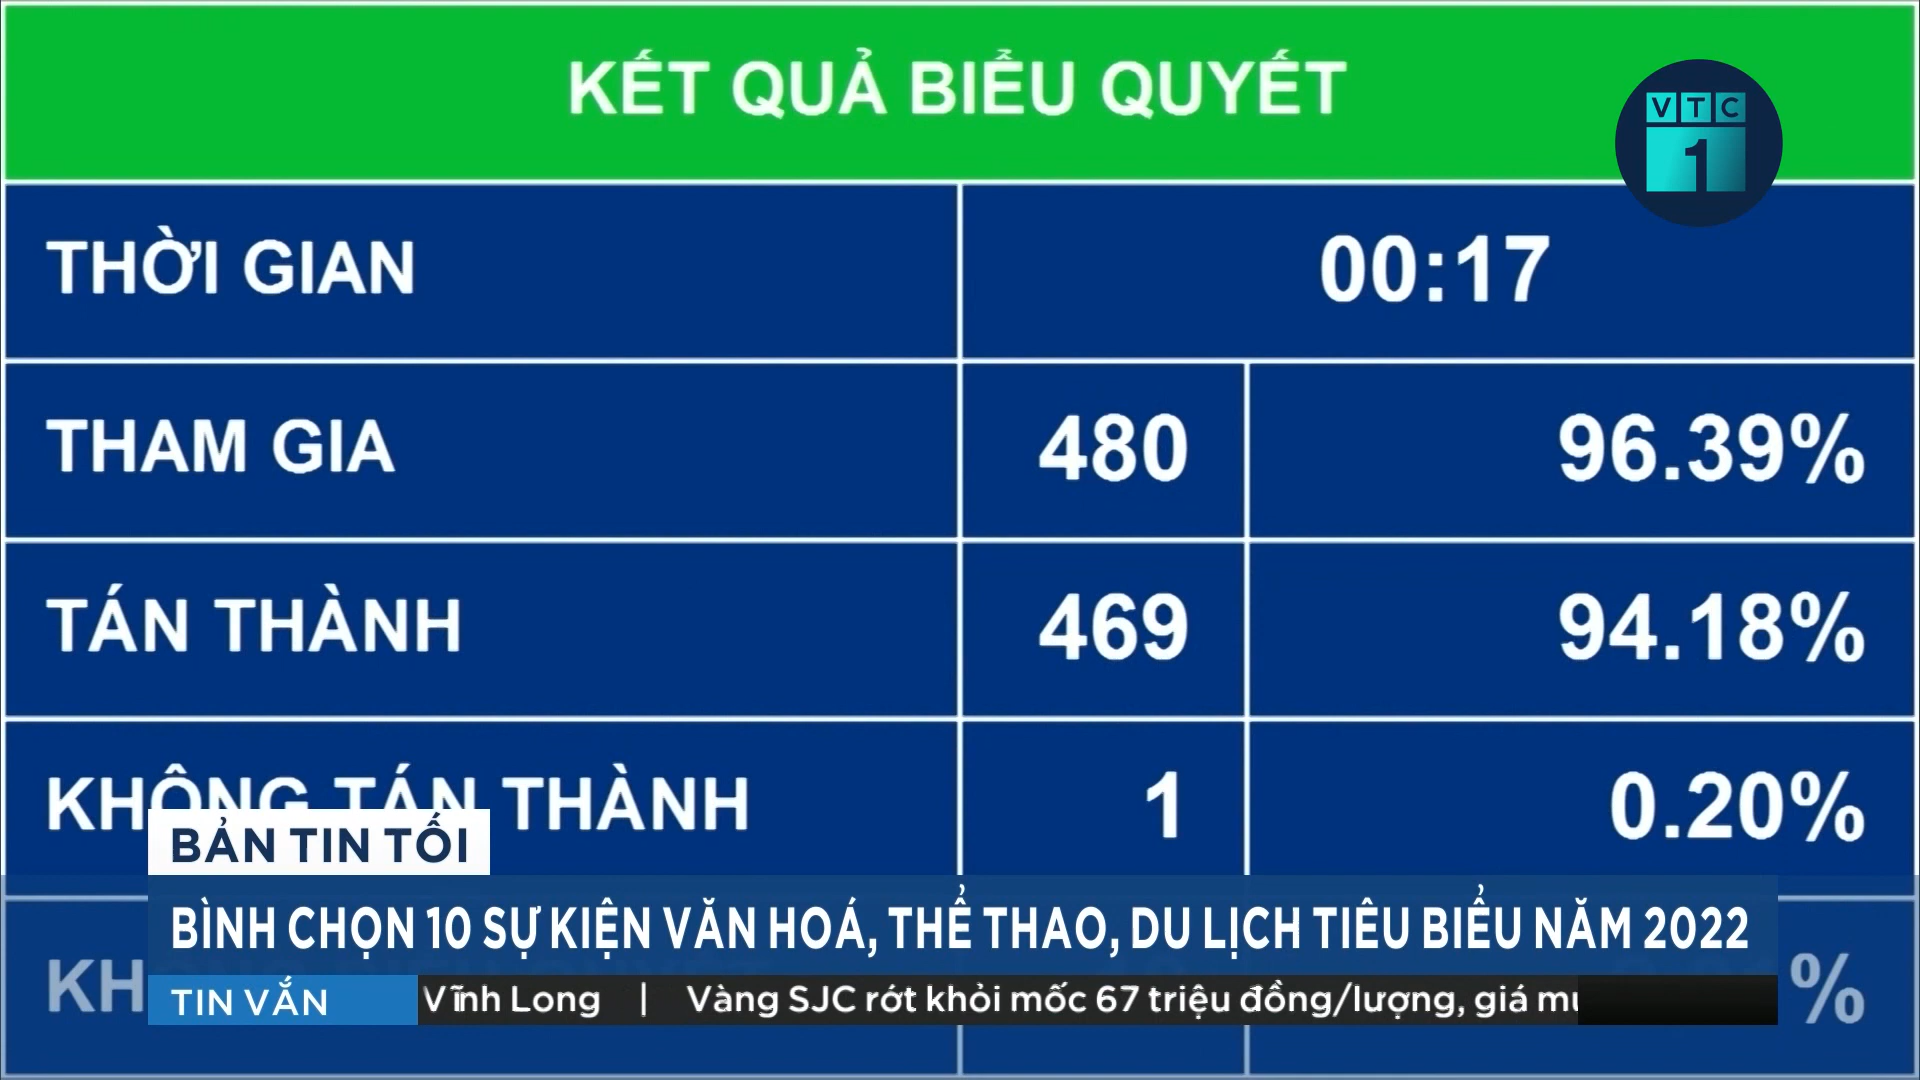 KẾT QUẢ BIỂU QUYẾT
VTC
1
THỜI GIAN 00:17
THAM GIA 480 96.39%
TÁN THÀNH 469 94.18%
KHÔNG TÁN THÀNH 1 0.20%
BẢN TIN TỐI
BÌNH CHỌN 10 SỰ KIỆN VĂN HOÁ, THỂ THAO, DU LỊCH TIÊU BIỂU NĂM 2022
TIN VẮN Vĩnh Long | Vàng SJC rớt khỏi mốc 67 triệu đồng/lượng, giá